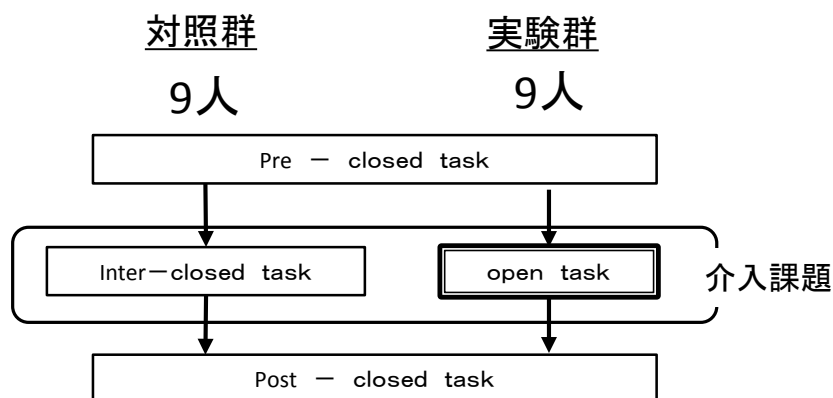 対照群 実験群
9人 9人
Pre － closed task
Inter－closed task open task
介入課題
Post － closed task